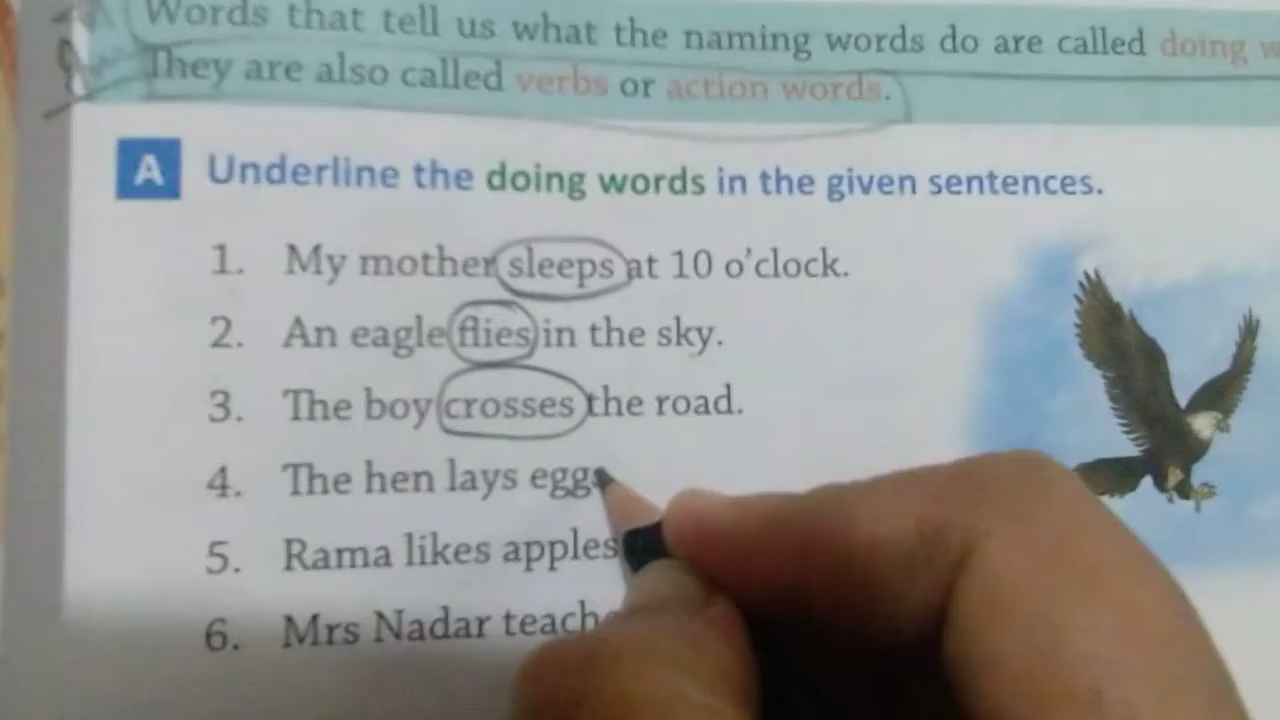 Words that tell us what the naming words do are called doing
They are also called verbs or action words.
A Underline the doing words in the given sentences.
1. My mother sleeps at 10 o'clock.
2. An eagle flies in the sky.
3. The boy crosses the road.
4. The hen lays eggs
5. Rama likes apples
6. Mrs Nadar